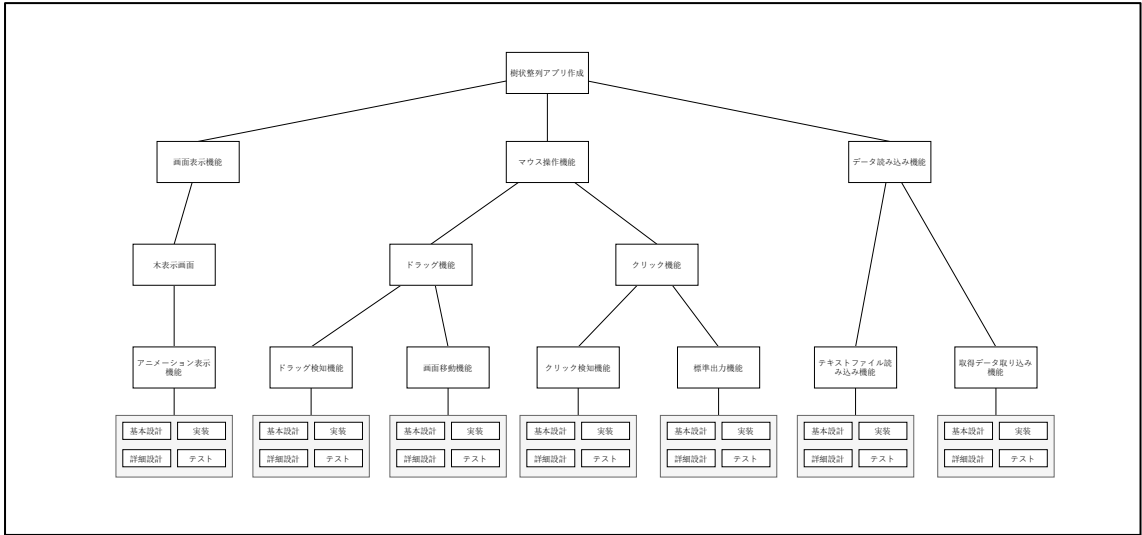 樹状整列アプリ作成
画面表示機能
マウス操作機能
データ読み込み機能
木表示画面
ドラッグ機能
クリック機能
アニメーション表示
機能
ドラッグ検知機能
画面移動機能
クリック検知機能
標準出力機能
テキストファイル読
み込み機能
取得データ取り込み
機能
基本設計
実装
詳細設計
テスト
基本設計
実装
詳細設計
テスト
基本設計
実装
詳細設計
テスト
基本設計
実装
詳細設計
テスト
基本設計
実装
詳細設計
テスト
基本設計
実装
詳細設計
テスト
基本設計
実装
詳細設計
テスト